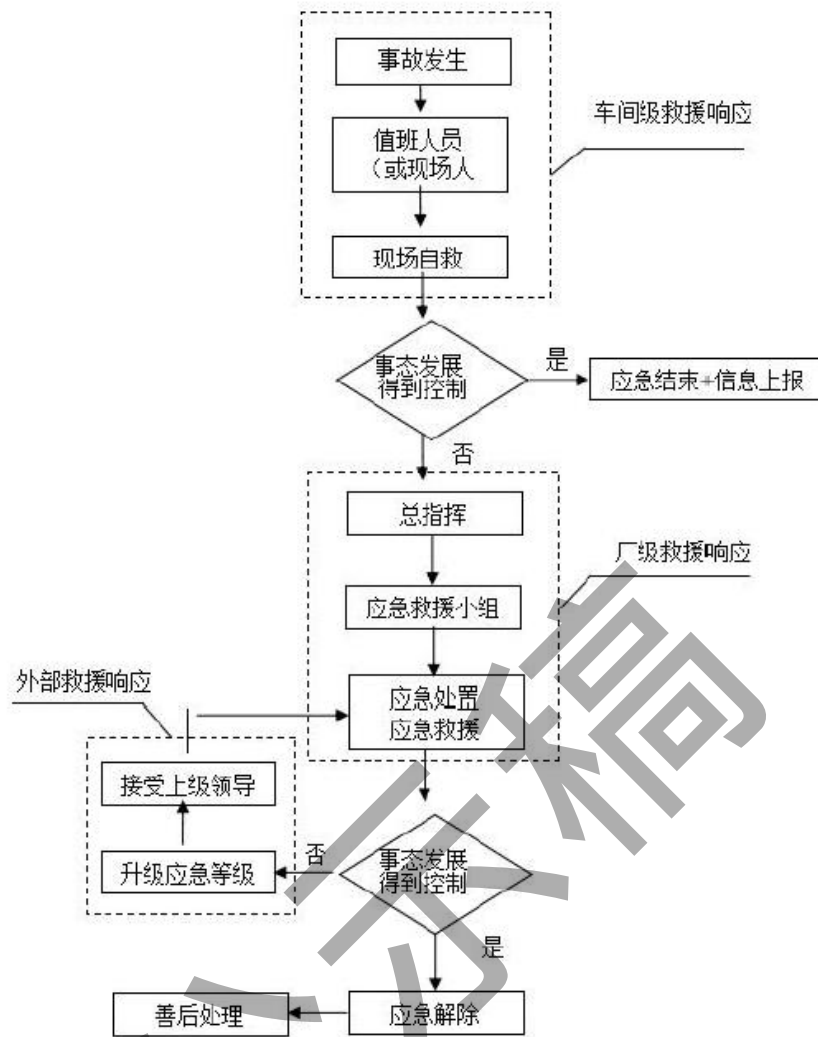 事故发生
车间级救援响应
值班人员
（或现场人
现场自救
事态发展
得到控制
是
应急结束+信息上报
否
总指挥
厂级救援响应
应急救援小组
外部救援响应
应急处置
应急救援
接受上级领导
升级应急等级
否
事态发展
得到控制
是
善后处理
应急解除
示稿